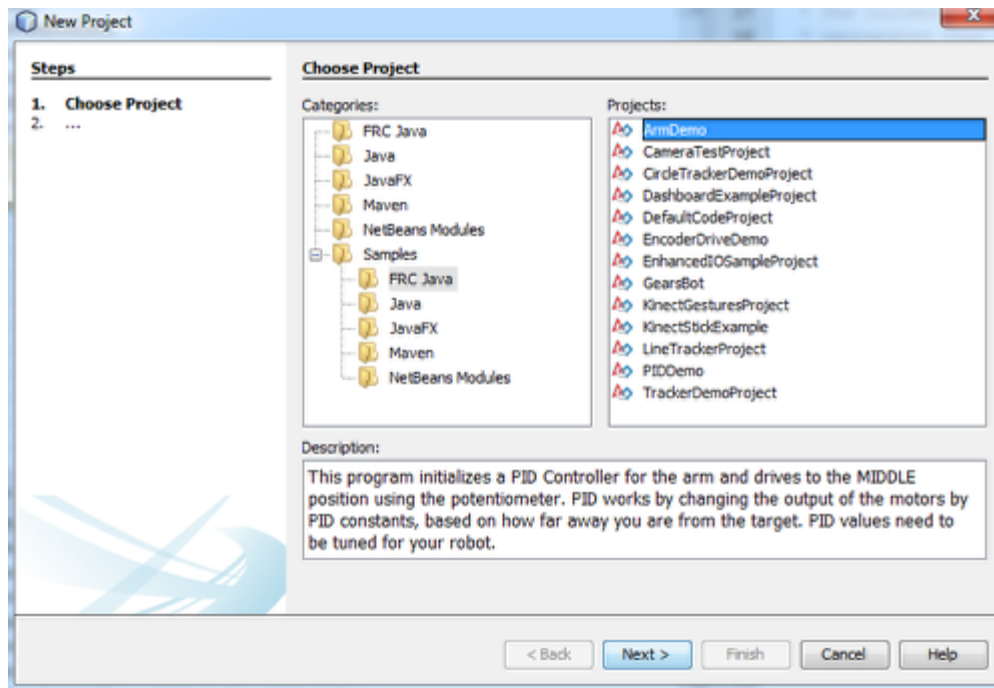 New Project
Steps
1. Choose Project
2. ...
Choose Project
Categories:
FRC Java
Java
JavaFX
Maven
NetBeans Modules
Samples
FRC Java
Java
JavaFX
Maven
NetBeans Modules
Projects:
ArmDemo
CameraTestProject
CircleTrackerDemoProject
DashboardExampleProject
DefaultCodeProject
EncoderDriveDemo
EnhancedIOSampleProject
GearsBot
KinectGesturesProject
KinectStickExample
LineTrackerProject
PIDDemo
TrackerDemoProject
Description:
This program initializes a PID Controller for the arm and drives to the MIDDLE
position using the potentiometer. PID works by changing the output of the motors by
PID constants, based on how far away you are from the target. PID values need to
be tuned for your robot.
< Back
Next >
Finish
Cancel
Help